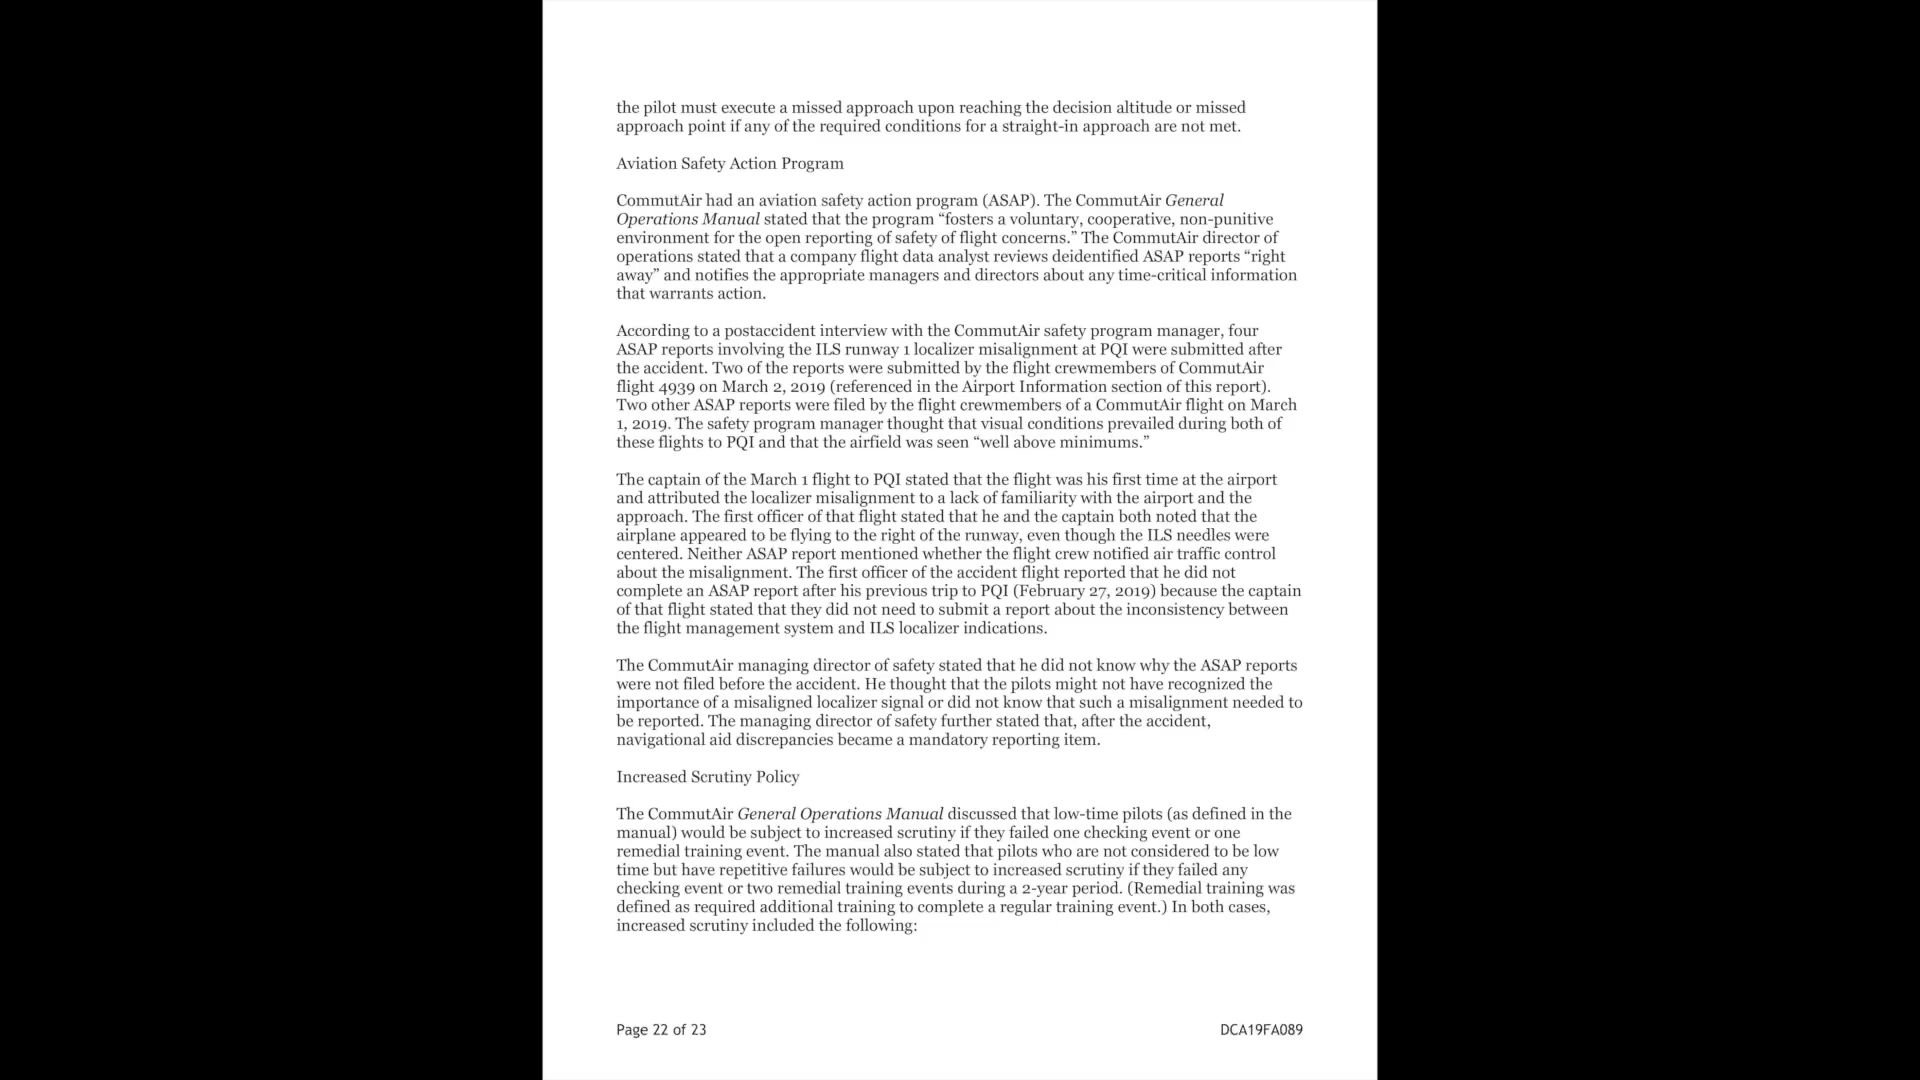 the pilot must execute a missed approach upon reaching the decision altitude or missed
approach point if any of the required conditions for a straight-in approach are not met.
Aviation Safety Action Program
CommutAir had an aviation safety action program (ASAP). The CommutAir General
Operations Manual stated that the program “fosters a voluntary, cooperative, non-punitive
environment for the open reporting of safety of flight concerns.” The CommutAir director of
operations stated that a company flight data analyst reviews deidentified ASAP reports “right
away” and notifies the appropriate managers and directors about any time-critical information
that warrants action.
According to a postaccident interview with the CommutAir safety program manager, four
ASAP reports involving the ILS runway 1 localizer misalignment at PQI were submitted after
the accident. Two of the reports were submitted by the flight crewmembers of CommutAir
flight 4939 on March 2, 2019 (referenced in the Airport Information section of this report).
Two other ASAP reports were filed by the flight crewmembers of a CommutAir flight on March
1, 2019. The safety program manager thought that visual conditions prevailed during both of
these flights to PQI and that the airfield was seen “well above minimums.”
The captain of the March 1 flight to PQI stated that the flight was his first time at the airport
and attributed the localizer misalignment to a lack of familiarity with the airport and the
approach. The first officer of that flight stated that he and the captain both noted that the
airplane appeared to be flying to the right of the runway, even though the ILS needles were
centered. Neither ASAP report mentioned whether the flight crew notified air traffic control
about the misalignment. The first officer of the accident flight reported that he did not
complete an ASAP report after his previous trip to PQI (February 27, 2019) because the captain
of that flight stated that they did not need to submit a report about the inconsistency between
the flight management system and ILS localizer indications.
The CommutAir managing director of safety stated that he did not know why the ASAP reports
were not filed before the accident. He thought that the pilots might not have recognized the
importance of a misaligned localizer signal or did not know that such a misalignment needed to
be reported. The managing director of safety further stated that, after the accident,
navigational aid discrepancies became a mandatory reporting item.
Increased Scrutiny Policy
The CommutAir General Operations Manual discussed that low-time pilots (as defined in the
manual) would be subject to increased scrutiny if they failed one checking event or one
remedial training event. The manual also stated that pilots who are not considered to be low
time but have repetitive failures would be subject to increased scrutiny if they failed any
checking event or two remedial training events during a 2-year period. (Remedial training was
defined as required additional training to complete a regular training event.) In both cases,
increased scrutiny included the following:
Page 22 of 23
DCA19FA089